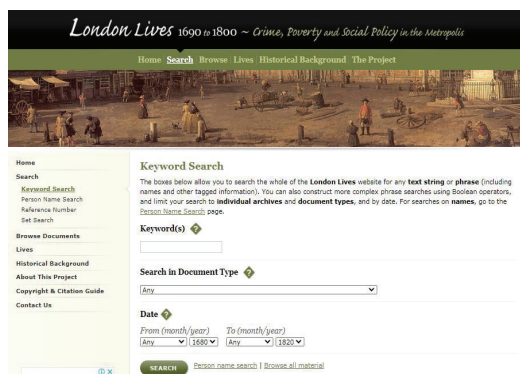 London Lives 1690 to 1800 ~ Crime, Poverty and Social Policy in the Metropolis
Home Search Browse Lives Historical Background The Project
Home
Search
Keyword Search
Person Name Search
Reference Number
Set Search
Browse Documents
Lives
Historical Background
About This Project
Copyright & Citation Guide
Contact Us
Keyword Search
The boxes below allow you to search the whole of the London Lives website for any text string or phrase (including
names and other tagged information). You can also construct more complex phrase searches using Boolean operators,
and limit your search to individual archives and document types, and by date. For searches on names, go to the
Person Name Search page.
Keyword(s) ?
Search in Document Type ?
Any
Date ?
From (month/year) To (month/year)
Any 1680 Any 1820
SEARCH Person name search | Browse all material